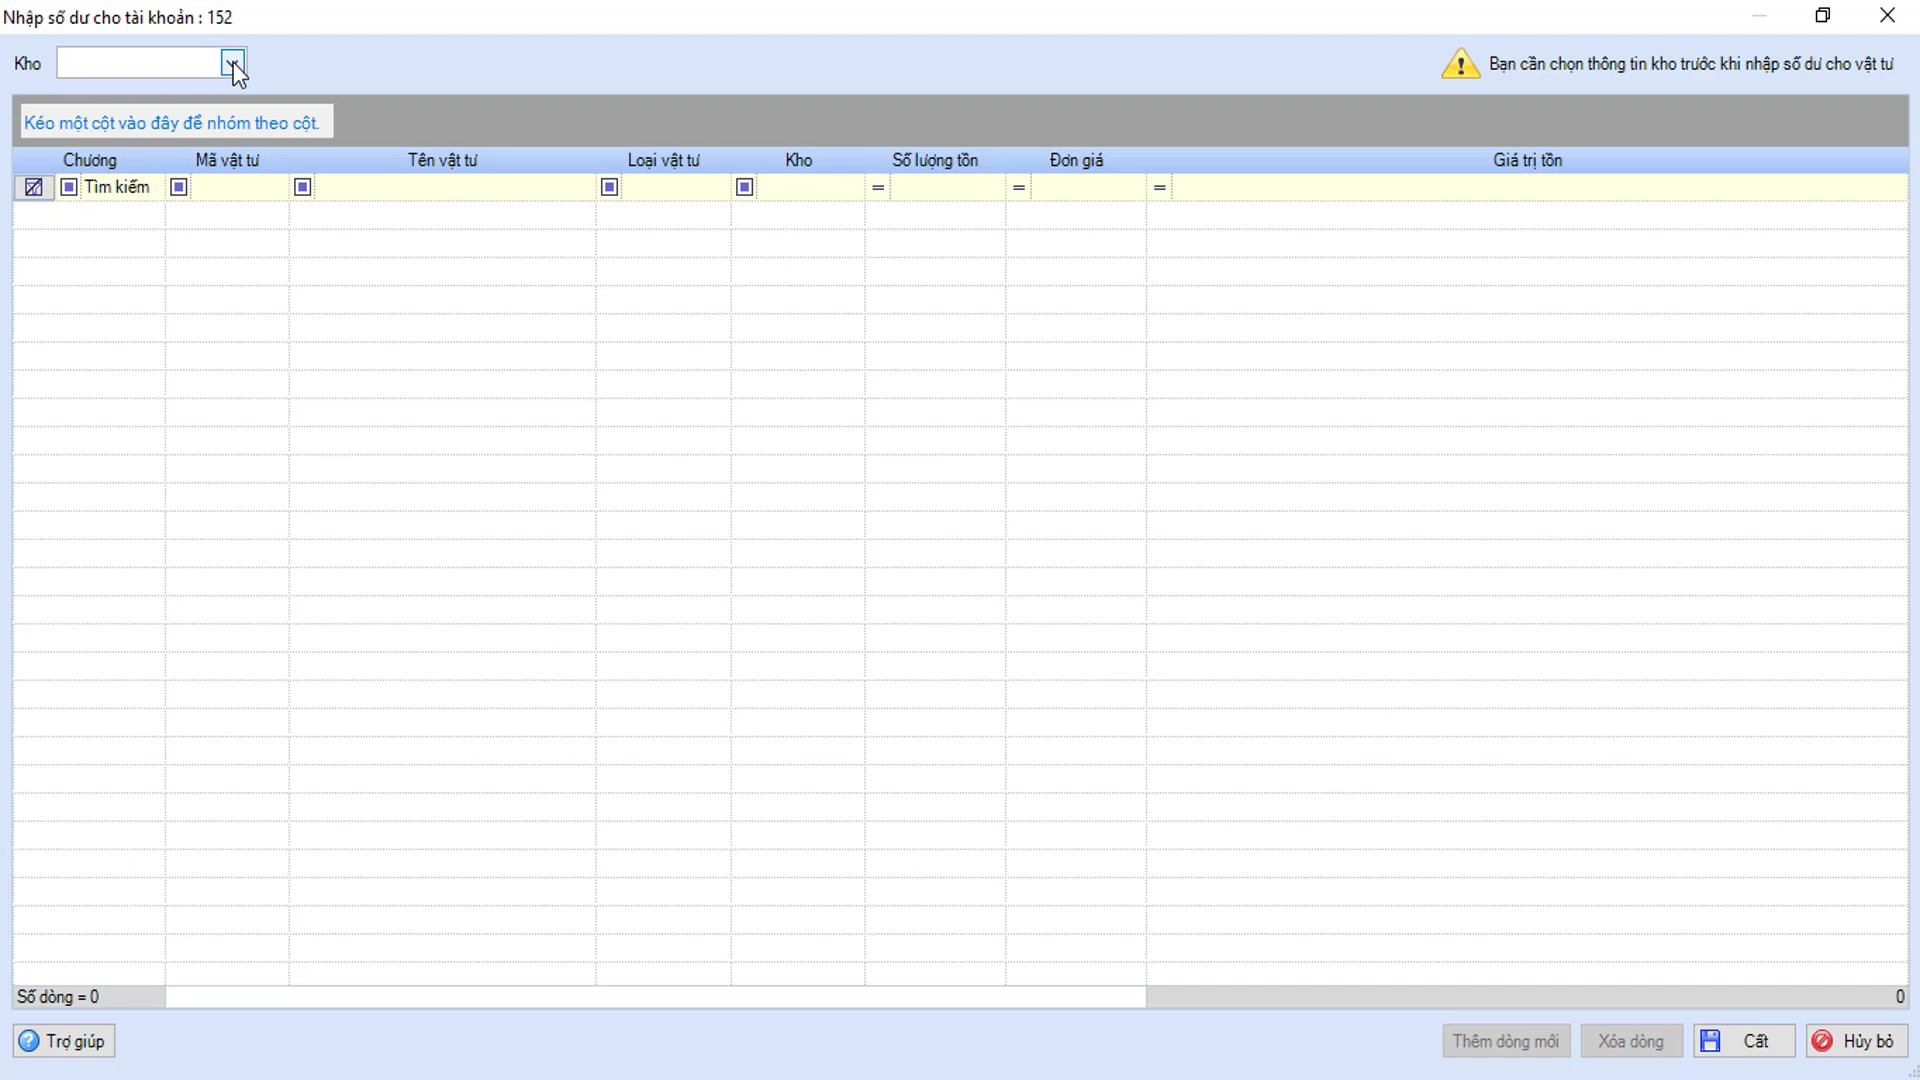 Nhập số dư cho tài khoản : 152
Kho
Bạn cần chọn thông tin kho trước khi nhập số dư cho vật tư
Kéo một cột vào đây để nhóm theo cột.
Chương Mã vật tư Tên vật tư Loại vật tư Kho Số lượng tồn Đơn giá Giá trị tồn
Tìm kiếm = = =
Số dòng = 0 0
Trợ giúp Thêm dòng mới Xóa dòng Cất Hủy bỏ